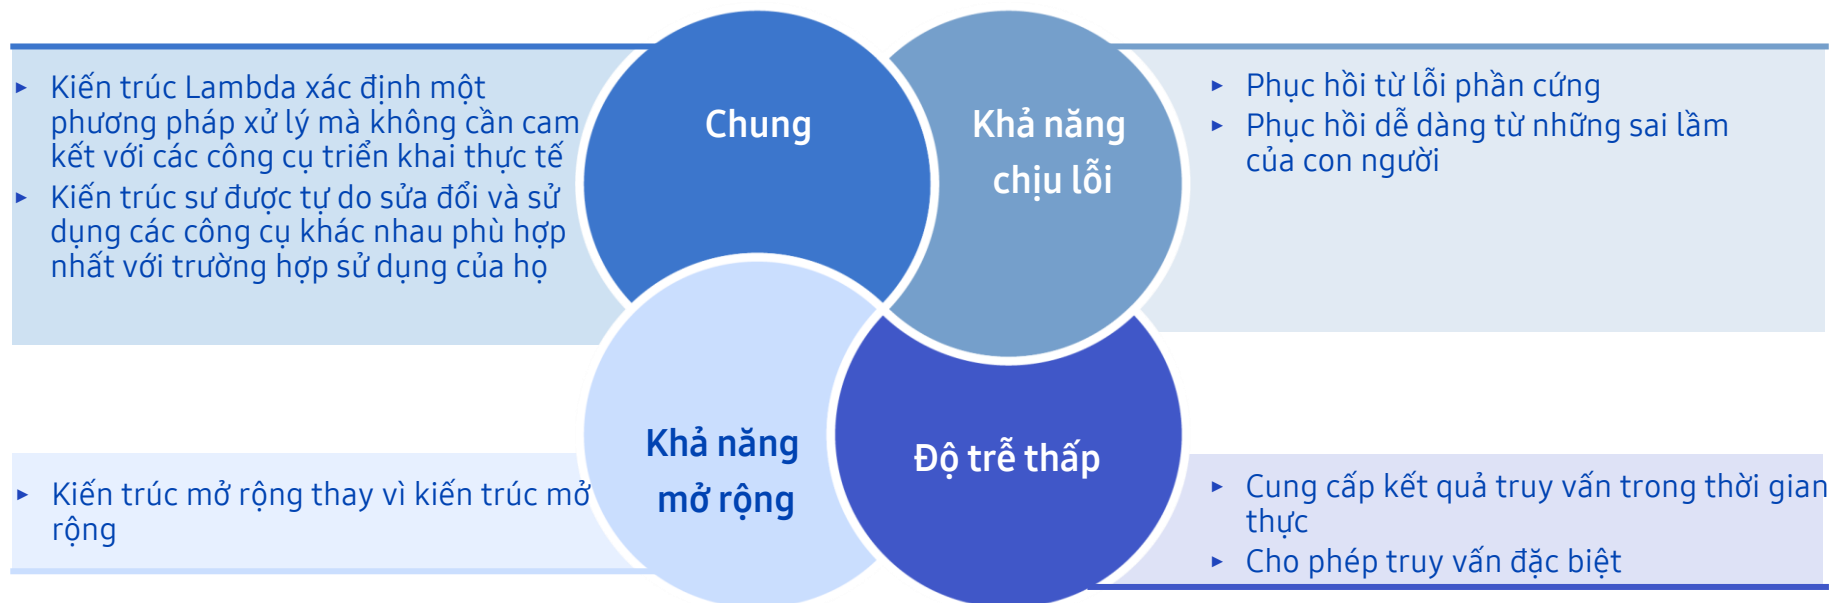 ▸ Kiến trúc Lambda xác định một
phương pháp xử lý mà không cần cam
kết với các công cụ triển khai thực tế
▸ Kiến trúc sư được tự do sửa đổi và sử
dụng các công cụ khác nhau phù hợp
nhất với trường hợp sử dụng của họ
Chung
Khả năng
chịu lỗi
▸ Phục hồi từ lỗi phần cứng
▸ Phục hồi dễ dàng từ những sai lầm
của con người
▸ Kiến trúc mở rộng thay vì kiến trúc mở
rộng
Khả năng
mở rộng
Độ trễ thấp
▸ Cung cấp kết quả truy vấn trong thời gian
thực
▸ Cho phép truy vấn đặc biệt